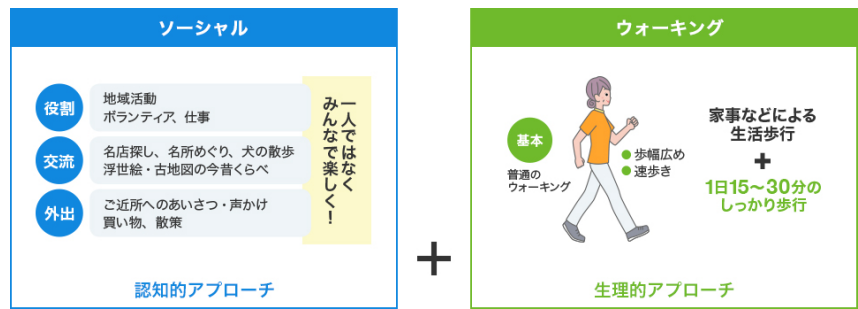 ソーシャル
役割
地域活動
ボランティア、仕事
交流
名店探し、名所めぐり、犬の散歩
浮世絵・古地図の今昔くらべ
外出
ご近所へのあいさつ・声かけ
買い物、散策
一人ではなく
みんなで楽しく！
認知的アプローチ
+
ウォーキング
基本
普通の
ウォーキング
歩幅広め
速歩き
家事などによる
生活歩行
+
1日15〜30分の
しっかり歩行
生理的アプローチ